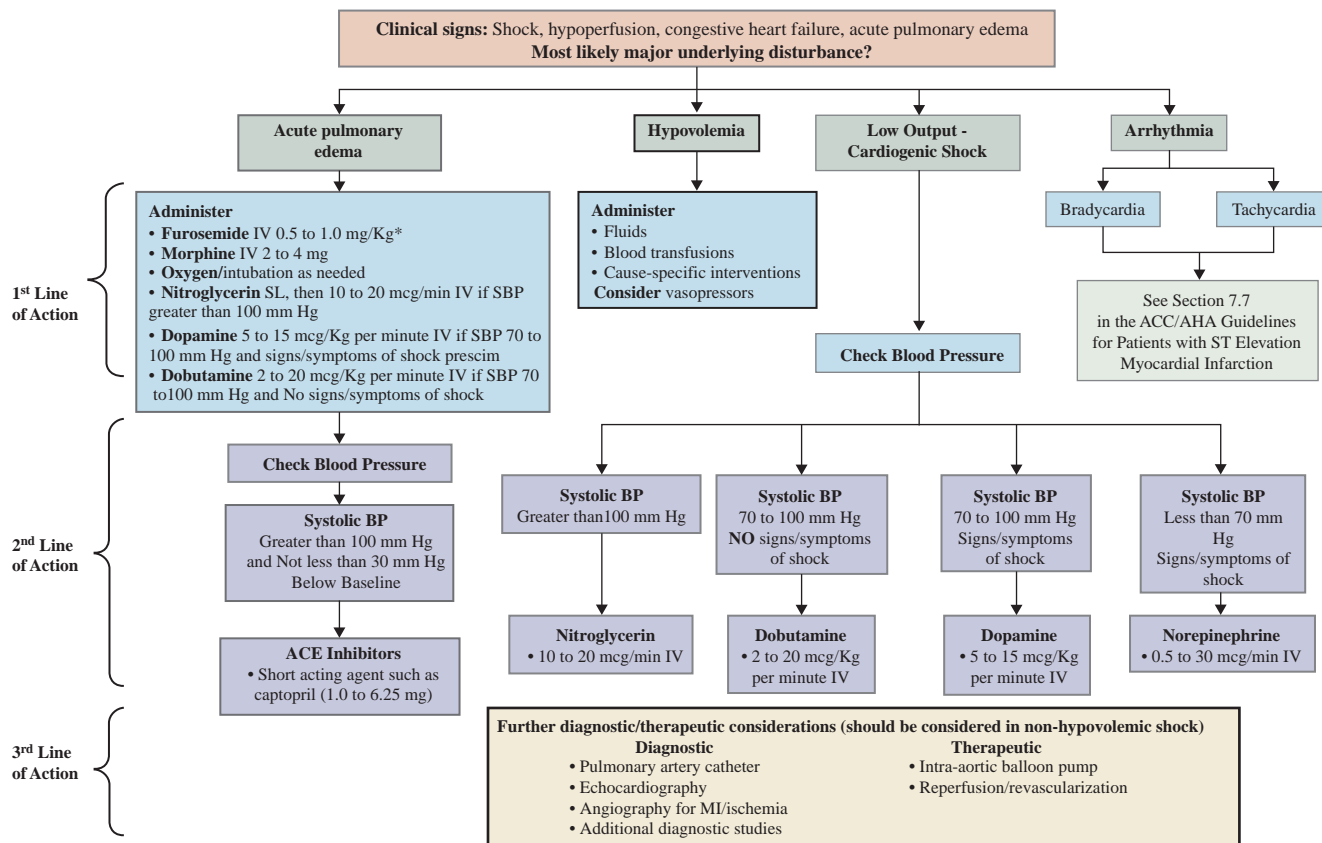 Clinical signs: Shock, hypoperfusion, congestive heart failure, acute pulmonary edema
Most likely major underlying disturbance?
Acute pulmonary
edema
Hypovolemia
Low Output -
Cardiogenic Shock
Arrhythmia
1st Line
of Action
Administer
• Furosemide IV 0.5 to 1.0 mg/Kg*
• Morphine IV 2 to 4 mg
• Oxygen/intubation as needed
• Nitroglycerin SL, then 10 to 20 mcg/min IV if SBP
greater than 100 mm Hg
• Dopamine 5 to 15 mcg/Kg per minute IV if SBP 70 to
100 mm Hg and signs/symptoms of shock prescim
• Dobutamine 2 to 20 mcg/Kg per minute IV if SBP 70
to100 mm Hg and No signs/symptoms of shock
Administer
• Fluids
• Blood transfusions
• Cause-specific interventions
Consider vasopressors
Check Blood Pressure
Bradycardia
Tachycardia
See Section 7.7
in the ACC/AHA Guidelines
for Patients with ST Elevation
Myocardial Infarction
2nd Line
of Action
Check Blood Pressure
Systolic BP
Greater than 100 mm Hg
and Not less than 30 mm Hg
Below Baseline
ACE Inhibitors
• Short acting agent such as
captopril (1.0 to 6.25 mg)
Systolic BP
Greater than100 mm Hg
Systolic BP
70 to 100 mm Hg
NO signs/symptoms
of shock
Systolic BP
70 to 100 mm Hg
Signs/symptoms
of shock
Systolic BP
Less than 70 mm
Hg
Signs/symptoms of
shock
Nitroglycerin
• 10 to 20 mcg/min IV
Dobutamine
• 2 to 20 mcg/Kg
per minute IV
Dopamine
• 5 to 15 mcg/Kg
per minute IV
Norepinephrine
• 0.5 to 30 mcg/min IV
3rd Line
of Action
Further diagnostic/therapeutic considerations (should be considered in non-hypovolemic shock)
Diagnostic
• Pulmonary artery catheter
• Echocardiography
• Angiography for MI/ischemia
• Additional diagnostic studies
Therapeutic
• Intra-aortic balloon pump
• Reperfusion/revascularization